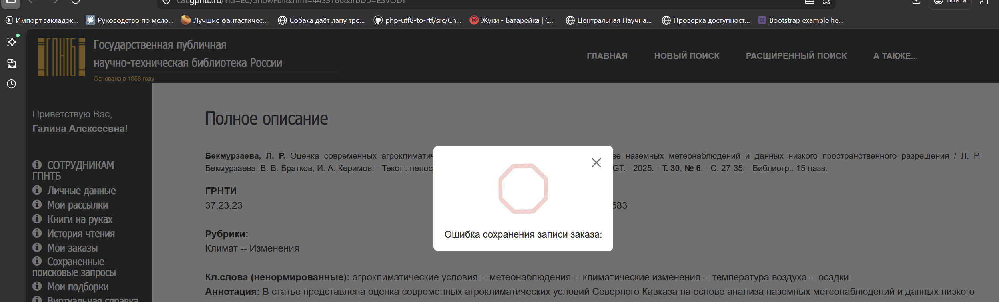 cat.gpntb.ru/?id=EC/ShowFull&mfn=4433786&irbDb=ESVODT
Войти
Импорт закладок...
Руководство по мело...
Лучшие фантастичес...
Собака даёт лапу тре...
php-utf8-to-rtf/src/Ch...
Жуки - Батарейка | С...
Центральная Научна...
Проверка доступност...
Bootstrap example he...
ГПНТБ
Государственная публичная
научно-техническая библиотека России
Основана в 1958 году
ГЛАВНАЯ
НОВЫЙ ПОИСК
РАСШИРЕННЫЙ ПОИСК
А ТАКЖЕ...
Приветствую Вас,
Галина Алексеевна!
СОТРУДНИКАМ
ГПНТБ
Личные данные
Мои рассылки
Книги на руках
История чтения
Мои заказы
Сохраненные
поисковые запросы
Мои подборки
Виртуальная справка
Полное описание
Бекмурзаева, Л. Р. Оценка современных агроклиматич ве наземных метеонаблюдений и данных низкого пространственного разрешения / Л. Р.
Бекмурзаева, В. В. Братков, И. А. Керимов. - Текст : непос GT. - 2025. - Т. 30, № 6. - С. 27-35. - Библиогр.: 15 назв.
ГРНТИ
37.23.23
583
Рубрики:
Климат -- Изменения
Кл.слова (ненормированные): агроклиматические условия -- метеонаблюдения -- климатические изменения -- температура воздуха -- осадки
Аннотация: В статье представлена оценка современных агроклиматических условий Северного Кавказа на основе анализа наземных метеонаблюдений и данных низкого
Ошибка сохранения записи заказа: